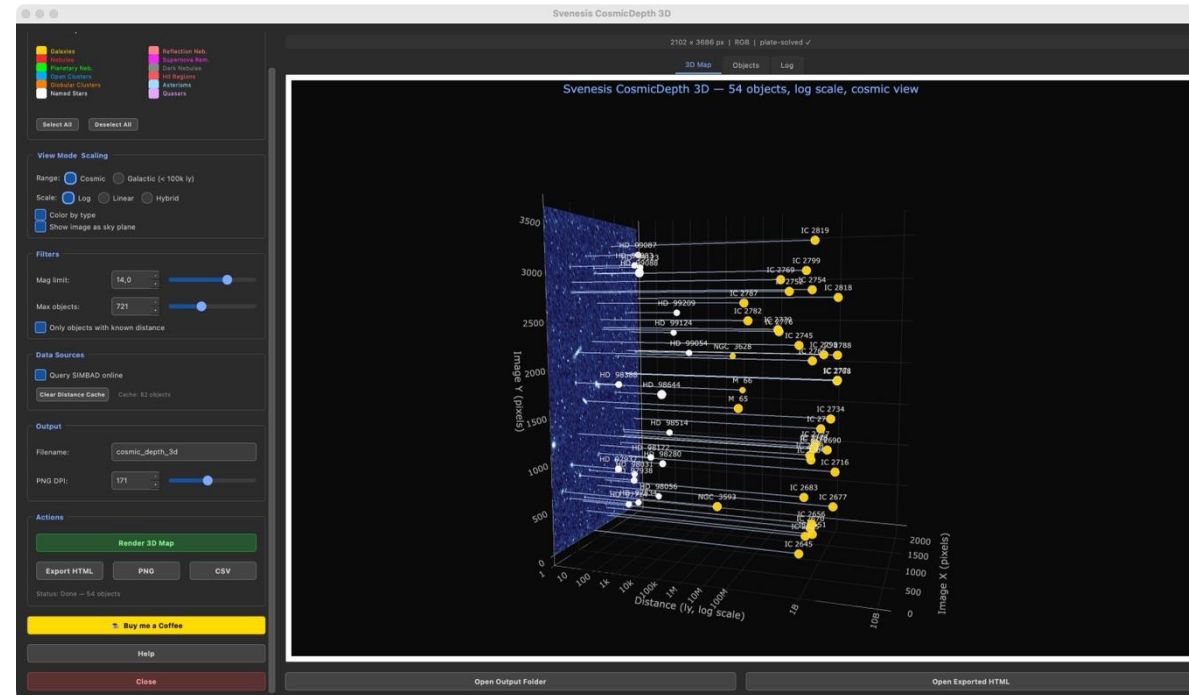 Svenesis CosmicDepth 3D
Galaxies
Nebulae
Planetary Neb.
Open Clusters
Globular Clusters
Named Stars
Reflection Neb.
Supernova Rem.
Dark Nebulae
HII Regions
Asterisms
Quasars
Select All
Deselect All
View Mode Scaling
Range: Cosmic Galactic (< 100k ly)
Scale: Log Linear Hybrid
Color by type
Show image as sky plane
Filters
Mag limit: 14,0
Max objects: 721
Only objects with known distance
Data Sources
Query SIMBAD online
Clear Distance Cache Cache: 82 objects
Output
Filename: cosmic_depth_3d
PNG DPI: 171
Actions
Render 3D Map
Export HTML PNG CSV
Status: Done — 54 objects
Buy me a Coffee
Help
Close
2102 x 3686 px | RGB | plate-solved ✓
3D Map Objects Log
Svenesis CosmicDepth 3D — 54 objects, log scale, cosmic view
IC 2819
HD 99087
IC 2799
IC 2769
IC 2754
IC 2818
IC 2787
HD 99209
IC 2782
HD 99124
IC 2776
IC 2745
HD 99054
NGC 3628
HD 98388
HD 98644
M 66
M 65
IC 2734
HD 98514
HD 98280
IC 2716
IC 2683
HD 98056
NGC 3593
IC 2677
IC 2656
IC 2645
Image Y (pixels)
3500
3000
2500
2000
1500
1000
500
0
1
10
100
1k
10k
100k
1M
10M
100M
1B
10B
Distance (ly, log scale)
2000
1500
1000
500
0
Image X (pixels)
Open Output Folder
Open Exported HTML